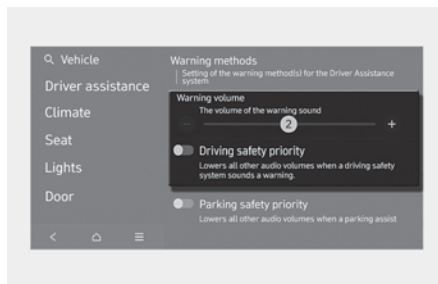 Vehicle
Driver assistance
Climate
Seat
Lights
Door
Warning methods
Setting of the warning method(s) for the Driver Assistance
system
Warning volume
The volume of the warning sound
2
Driving safety priority
Lowers all other audio volumes when a driving safety
system sounds a warning.
Parking safety priority
Lowers all other audio volumes when a parking assist